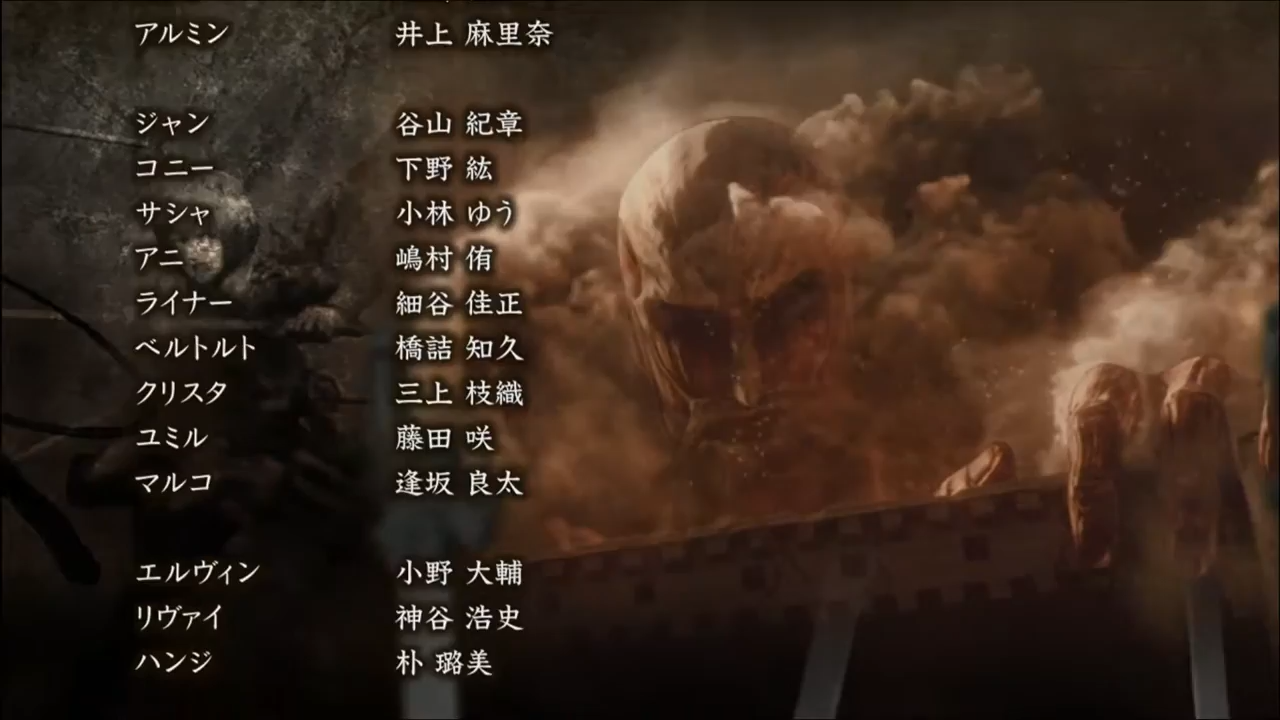 アルミン 井上 麻里奈
ジャン 谷山 紀章
コニー 下野 紘
サシャ 小林 ゆう
アニ 嶋村 侑
ライナー 細谷 佳正
ベルトルト 橋詰 知久
クリスタ 三上 枝織
ユミル 藤田 咲
マルコ 逢坂 良太
エルヴィン 小野 大輔
リヴァイ 神谷 浩史
ハンジ 朴 璐美